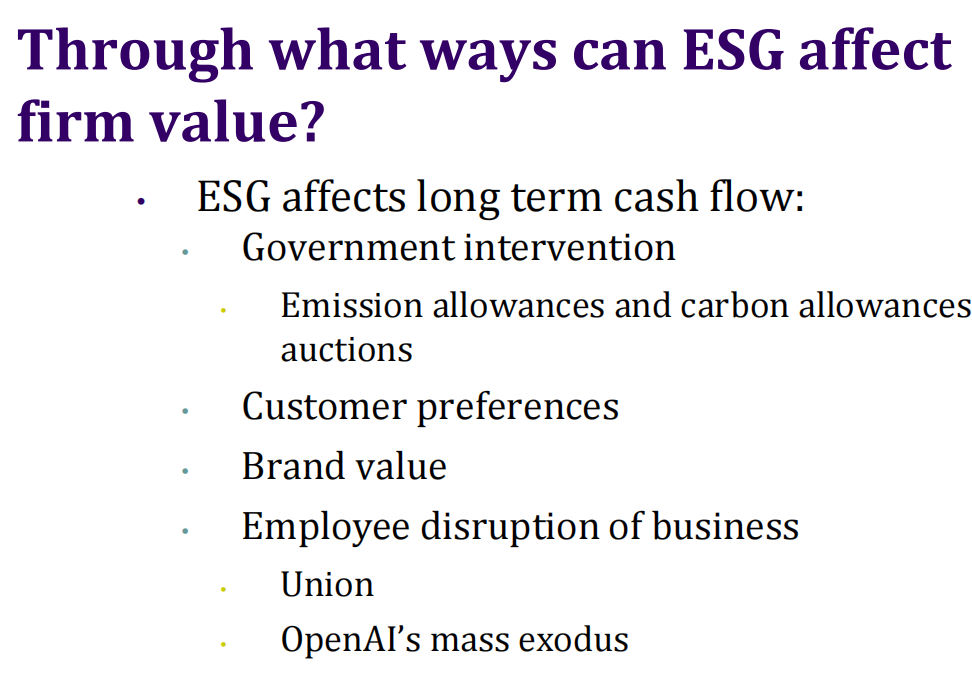 Through what ways can ESG affect
firm value?
• ESG affects long term cash flow:
• Government intervention
• Emission allowances and carbon allowances
auctions
• Customer preferences
• Brand value
• Employee disruption of business
• Union
• OpenAI’s mass exodus